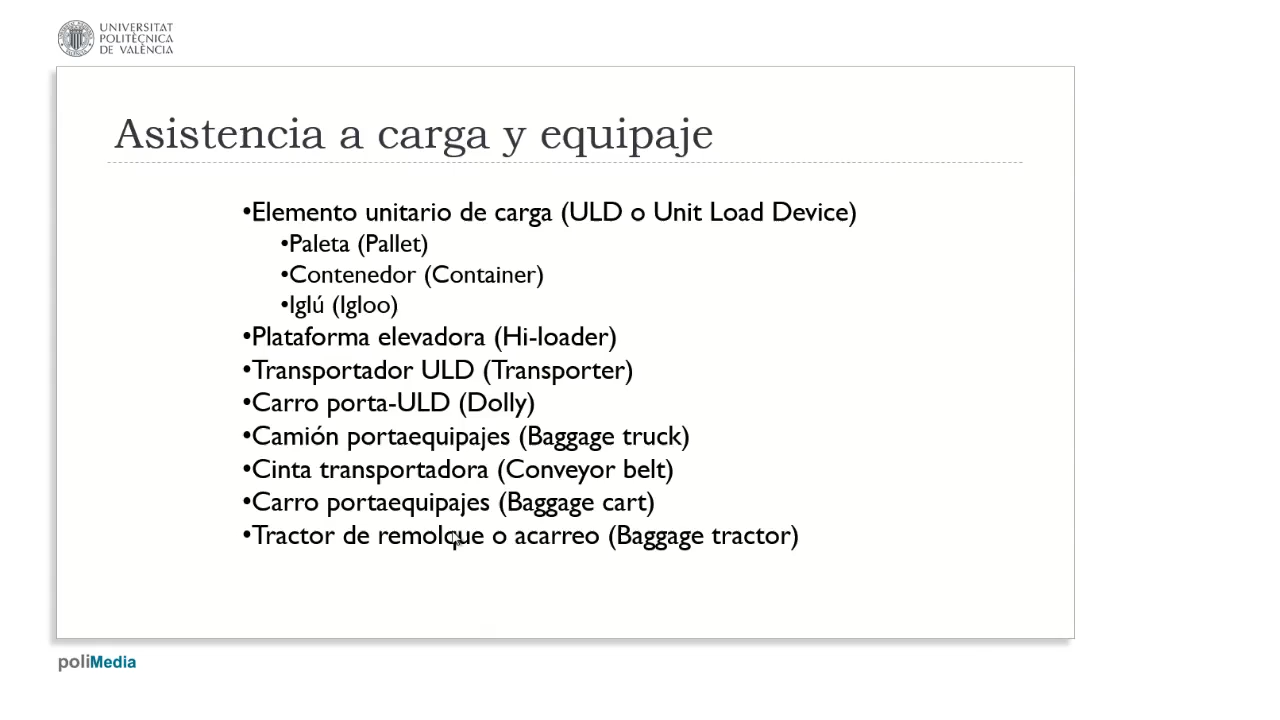 UNIVERSITAT
POLITÈCNICA
DE VALÈNCIA
Asistencia a carga y equipaje
•Elemento unitario de carga (ULD o Unit Load Device)
•Paleta (Pallet)
•Contenedor (Container)
•Iglú (Igloo)
•Plataforma elevadora (Hi-loader)
•Transportador ULD (Transporter)
•Carro porta-ULD (Dolly)
•Camión portaequipajes (Baggage truck)
•Cinta transportadora (Conveyor belt)
•Carro portaequipajes (Baggage cart)
•Tractor de remolque o acarreo (Baggage tractor)
poliMedia